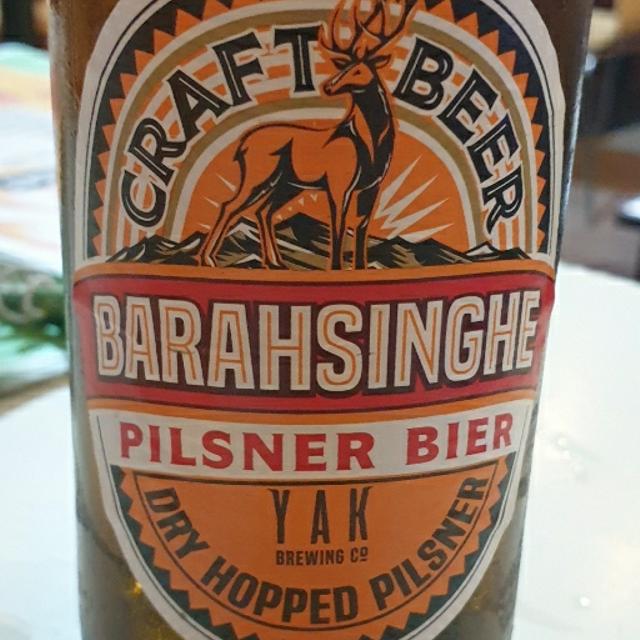 CRAFT BEER
BARAHSINGHE
PILSNER BIER
YAK
BREWING CO
DRY HOPPED PILSNER